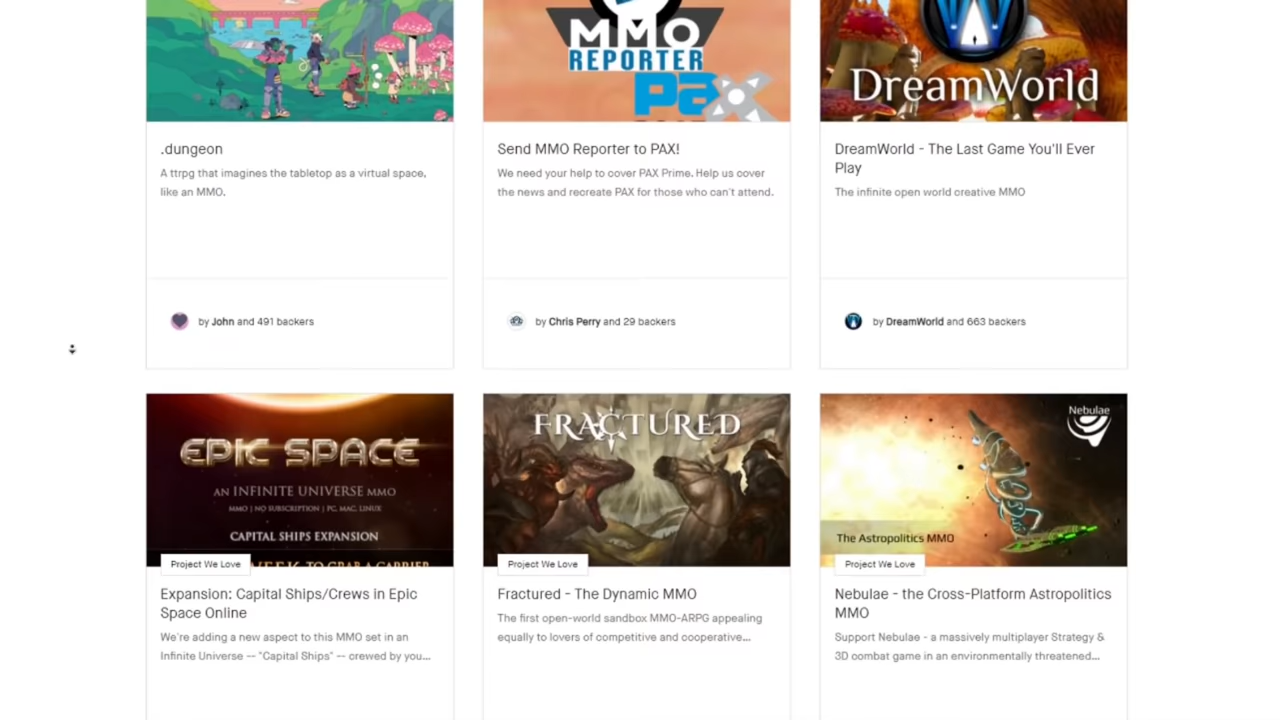 MMO
REPORTER
PAX
DreamWorld
.dungeon
A ttrpg that imagines the tabletop as a virtual space,
like an MMO.
by John and 491 backers
Send MMO Reporter to PAX!
We need your help to cover PAX Prime. Help us cover
the news and recreate PAX for those who can't attend.
by Chris Perry and 29 backers
DreamWorld - The Last Game You'll Ever
Play
The infinite open world creative MMO
by DreamWorld and 663 backers
EPIC SPACE
AN INFINITE UNIVERSE MMO
MMO | NO SUBSCRIPTION | PC, MAC, LINUX
CAPITAL SHIPS EXPANSION
WEEK TO GRAB A CARRIER
Project We Love
Expansion: Capital Ships/Crews in Epic
Space Online
We're adding a new aspect to this MMO set in an
Infinite Universe -- "Capital Ships" -- crewed by you...
FRACTURED
Project We Love
Fractured - The Dynamic MMO
The first open-world sandbox MMO-ARPG appealing
equally to lovers of competitive and cooperative...
Nebulae
The Astropolitics MMO
Project We Love
Nebulae - the Cross-Platform Astropolitics
MMO
Support Nebulae - a massively multiplayer Strategy &
3D combat game in an environmentally threatened...